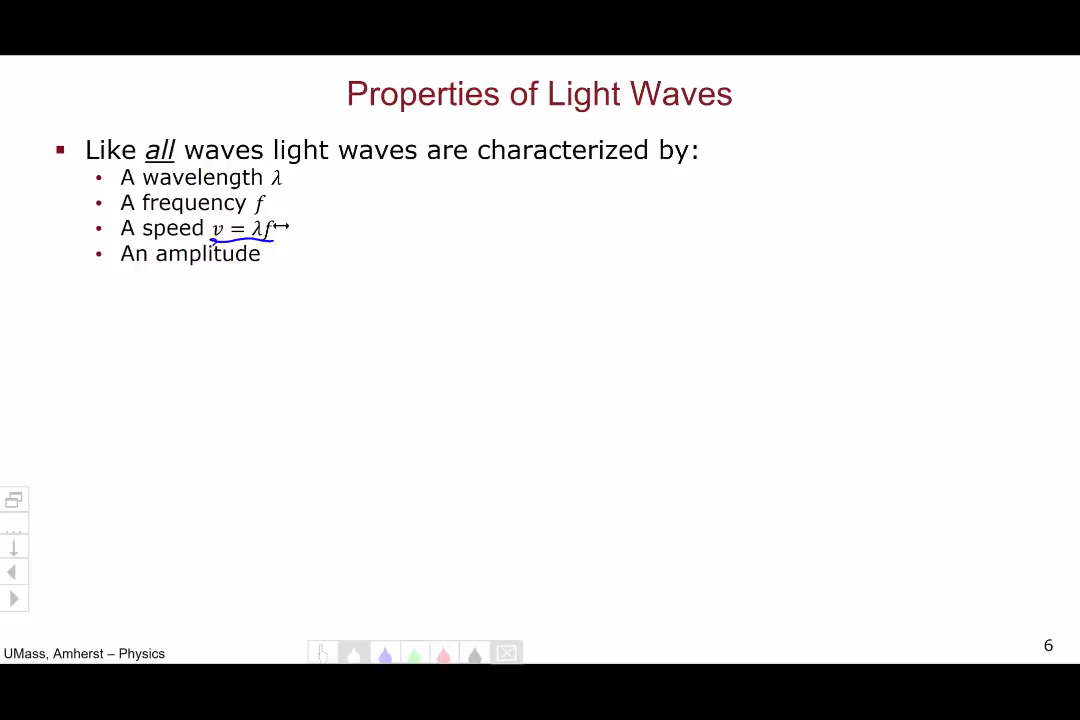 Properties of Light Waves
▪ Like all waves light waves are characterized by:
• A wavelength λ
• A frequency f
• A speed v = λf
• An amplitude
UMass, Amherst – Physics
6